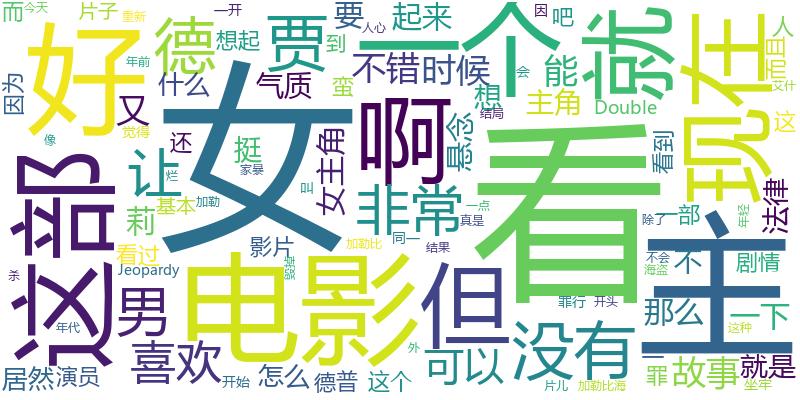 而 今天 片子 德 贾 要 起来 一个 吧 因 人
年前 重新 一开 人心
好 想起 到 不错 时候 能 会 就 现在 而且
因为 什么 气质 蛮 想 主角 Double 这 艾什
又 觉得 女 啊 悬念 结局 看到
像 还 挺 女主角 看
这部 让 家暴 叫 非常 一点 一部 法律
烂 基本 加勒 真是 除了 年轻
莉 看过 影片 加勒比 同一 不会 不 剧情
Jeopardy 电影 毁掉 但 结果 海盗 主
杀 男 罪行 开头 那么 一下
年代 喜欢 外 没有 这种
居然 演员 开始 怎么 德普 这个 可以 片儿 加勒比海 罪 故事 就是 坐牢